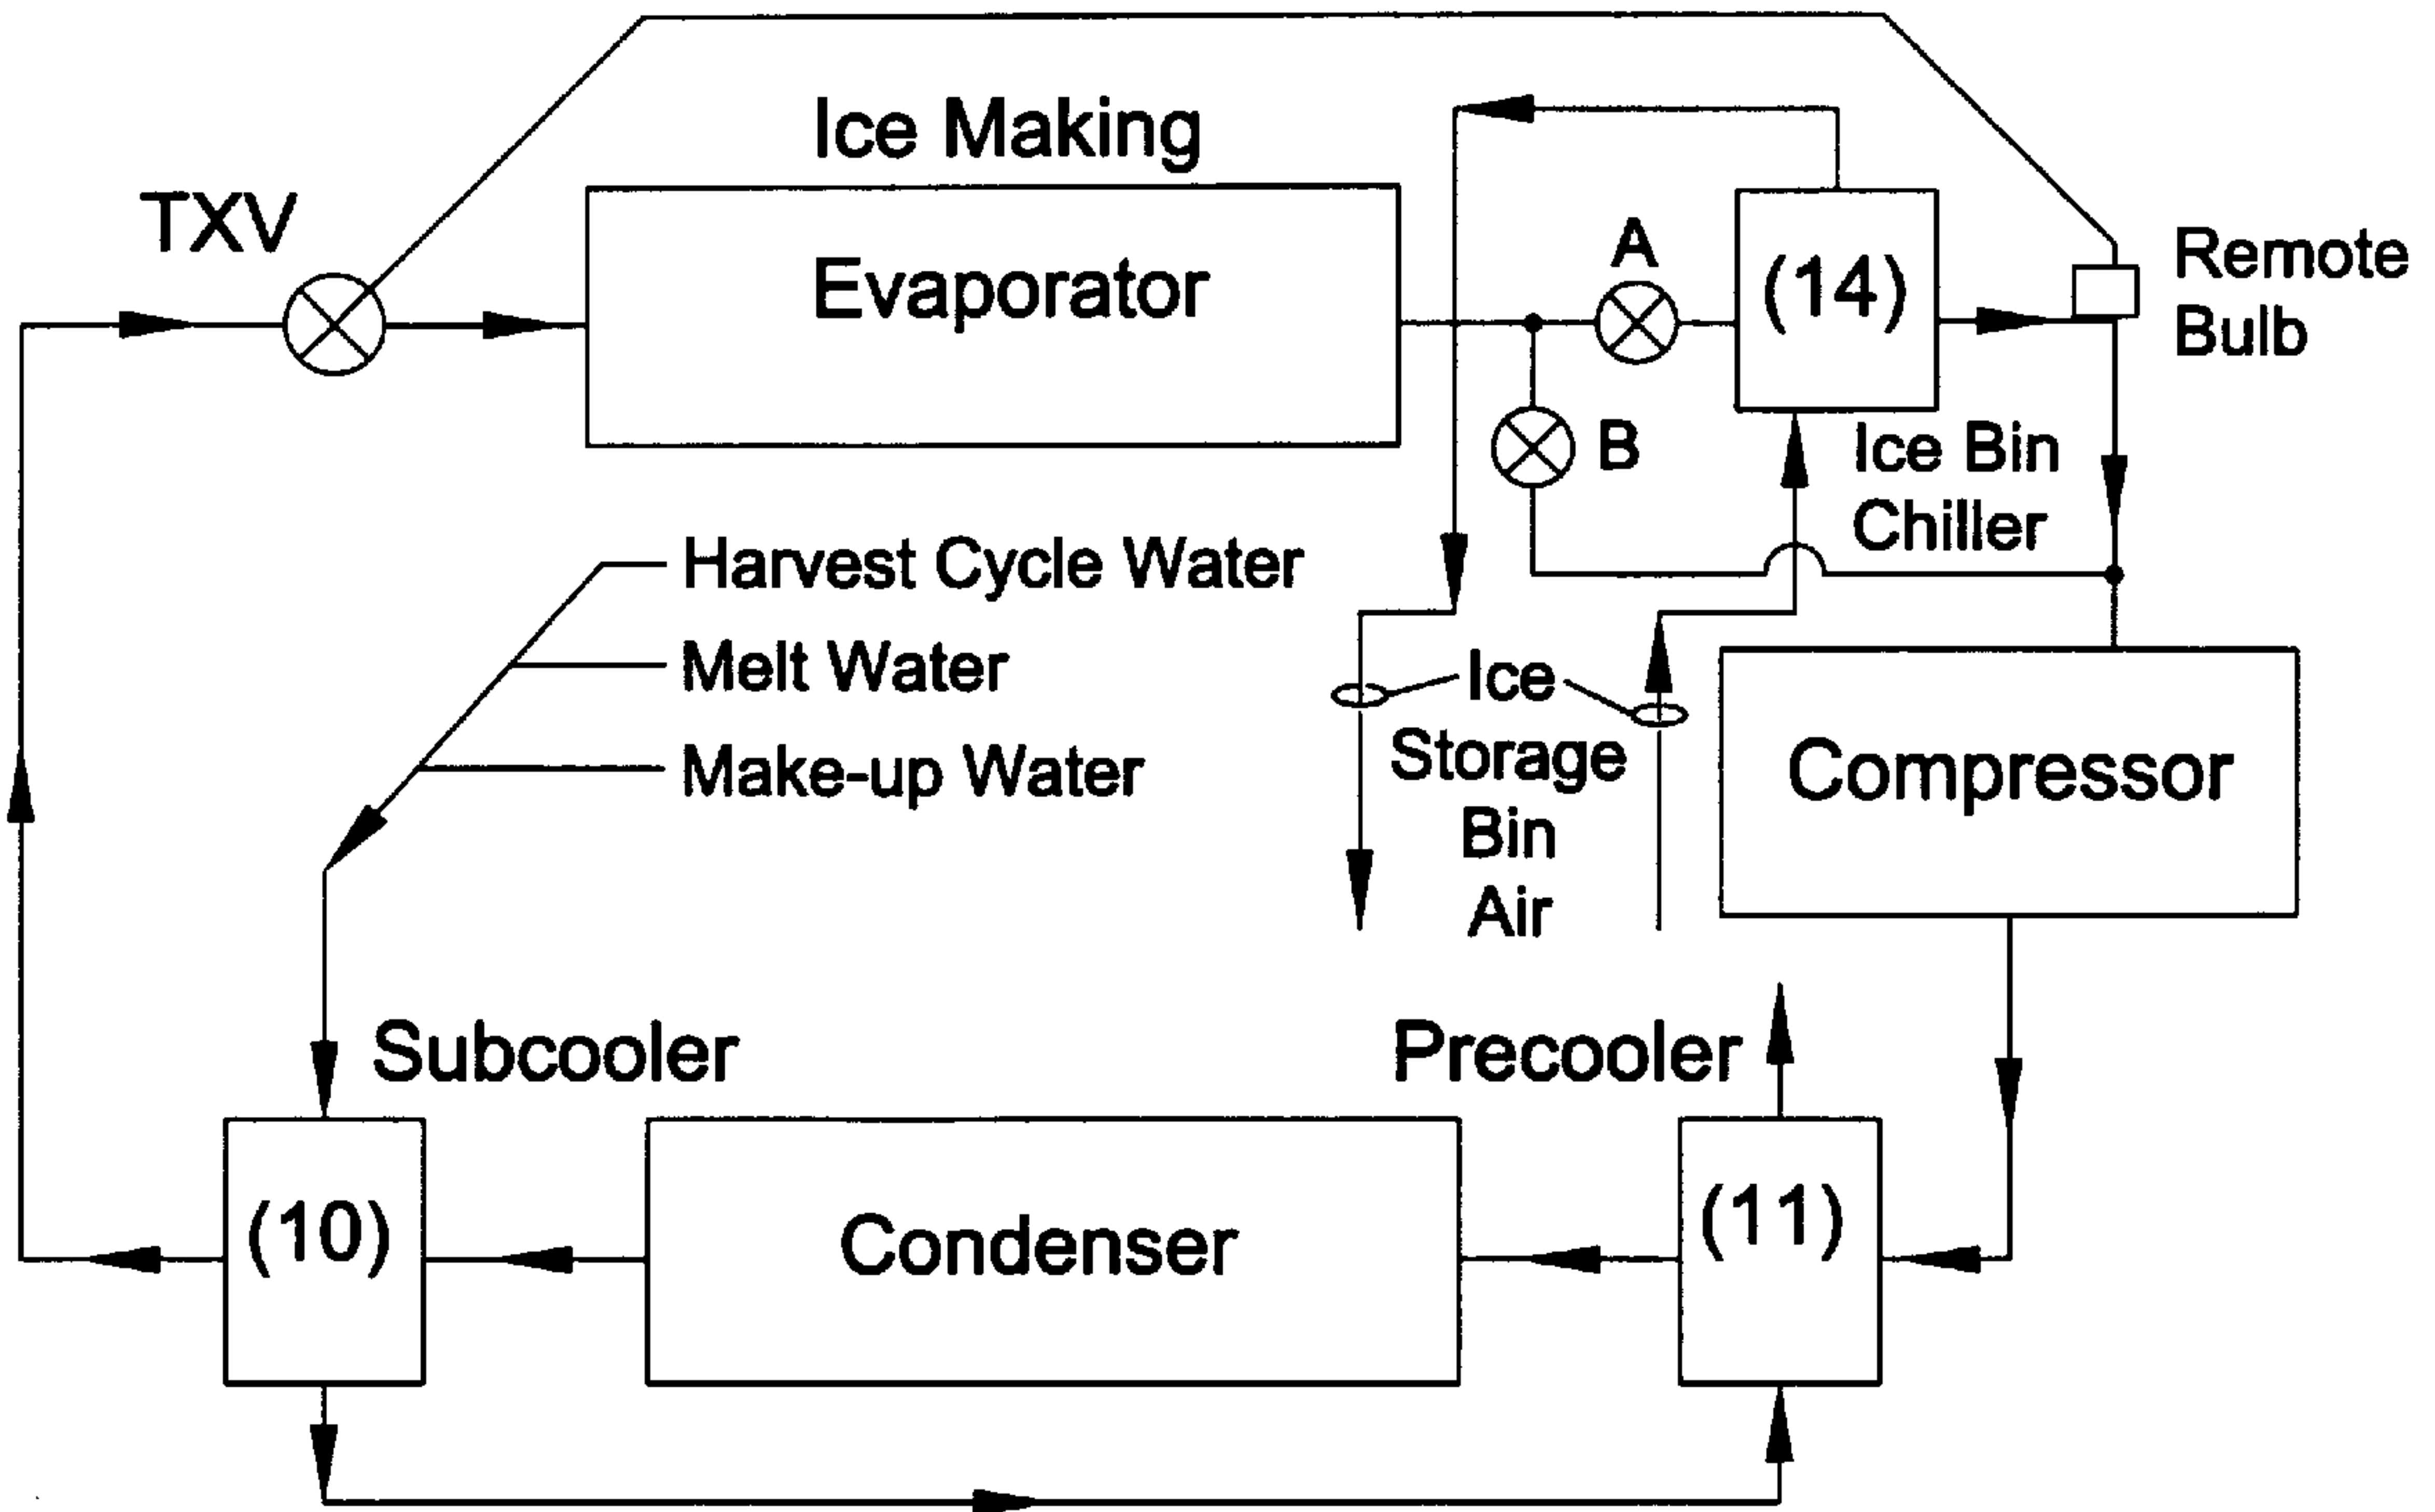 Ice Making
TXV
Evaporator
A
(14)
Remote
Bulb
B
Ice Bin
Chiller
Harvest Cycle Water
Melt Water
Make-up Water
Ice
Storage
Bin
Air
Compressor
Subcooler
Precooler
(10)
Condenser
(11)